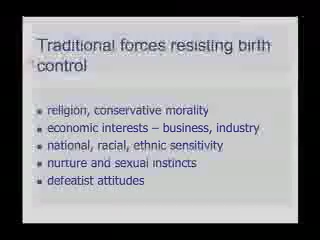 Traditional forces resisting birth
control
religion, conservative morality
economic interests – business, industry
national, racial, ethnic sensitivity
nurture and sexual instincts
defeatist attitudes